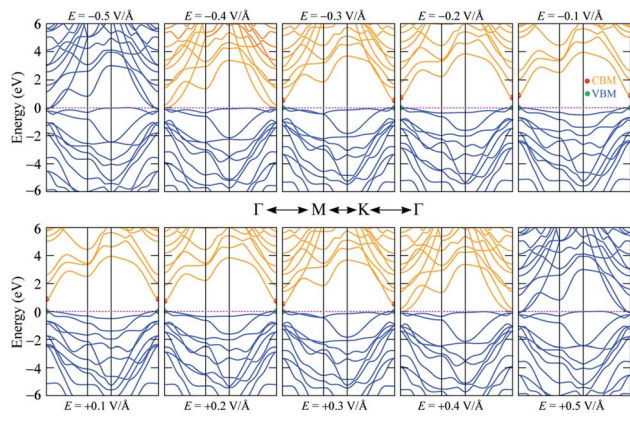 E = −0.5 V/Å E = −0.4 V/Å E = −0.3 V/Å E = −0.2 V/Å E = −0.1 V/Å
6
4
2
0
−2
−4
−6
Energy (eV)
CBM
VBM
Γ M K Γ
6
4
2
0
−2
−4
−6
Energy (eV)
E = +0.1 V/Å E = +0.2 V/Å E = +0.3 V/Å E = +0.4 V/Å E = +0.5 V/Å